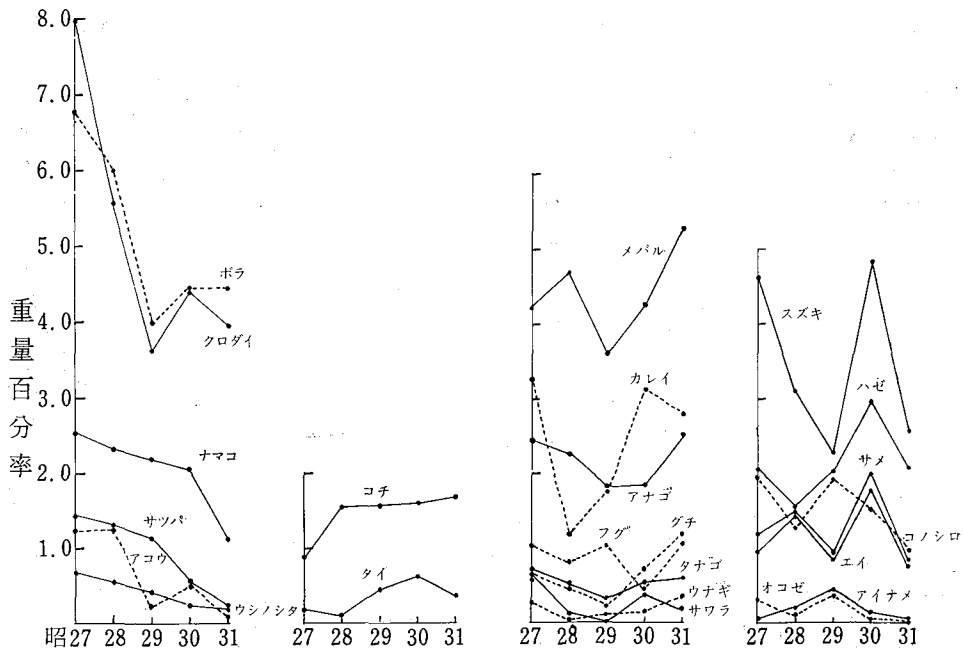 重量百分率
8.0
7.0
6.0
5.0
4.0
3.0
2.0
1.0
ボラ
クロダイ
ナマコ
サツパ
アコウ
ウシノシタ
昭27 28 29 30 31
コチ
タイ
27 28 29 30 31
メバル
カレイ
アナゴ
フグ
グチ
タナゴ
ウナギ
サワラ
27 28 29 30 31
スズキ
ハゼ
サメ
コノシロ
エイ
オコゼ
アイナメ
27 28 29 30 31